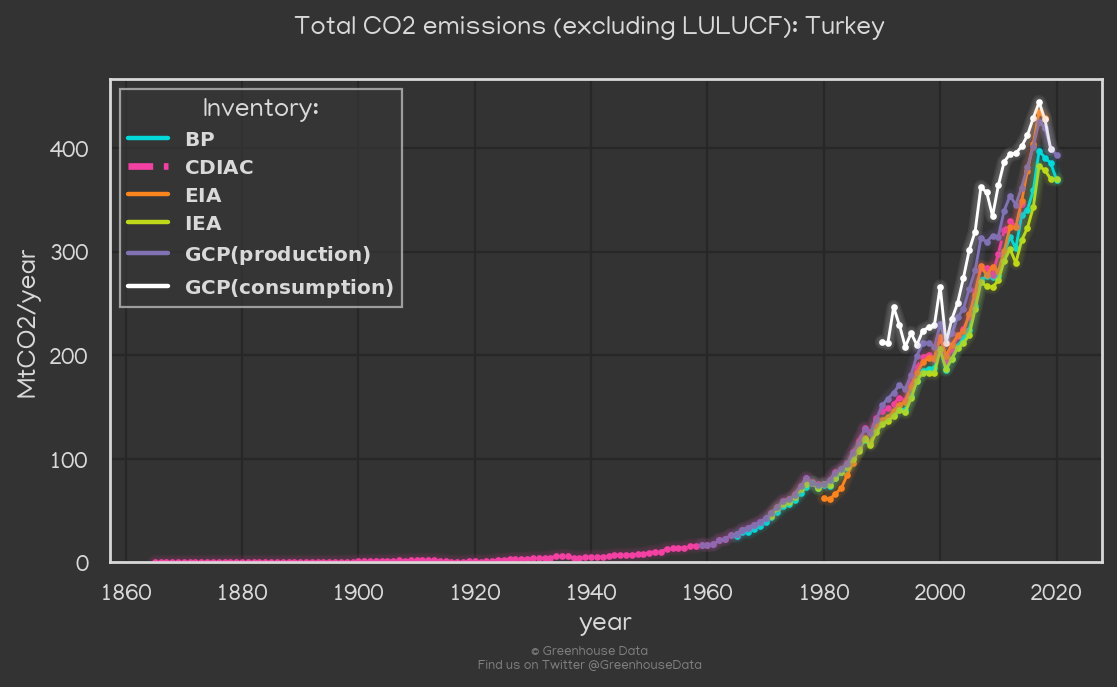 Total CO2 emissions (excluding LULUCF): Turkey
Inventory:
BP
CDIAC
EIA
IEA
GCP(production)
GCP(consumption)
MtCO2/year
400
300
200
100
0
1860 1880 1900 1920 1940 1960 1980 2000 2020
year
© Greenhouse Data
Find us on Twitter @GreenhouseData